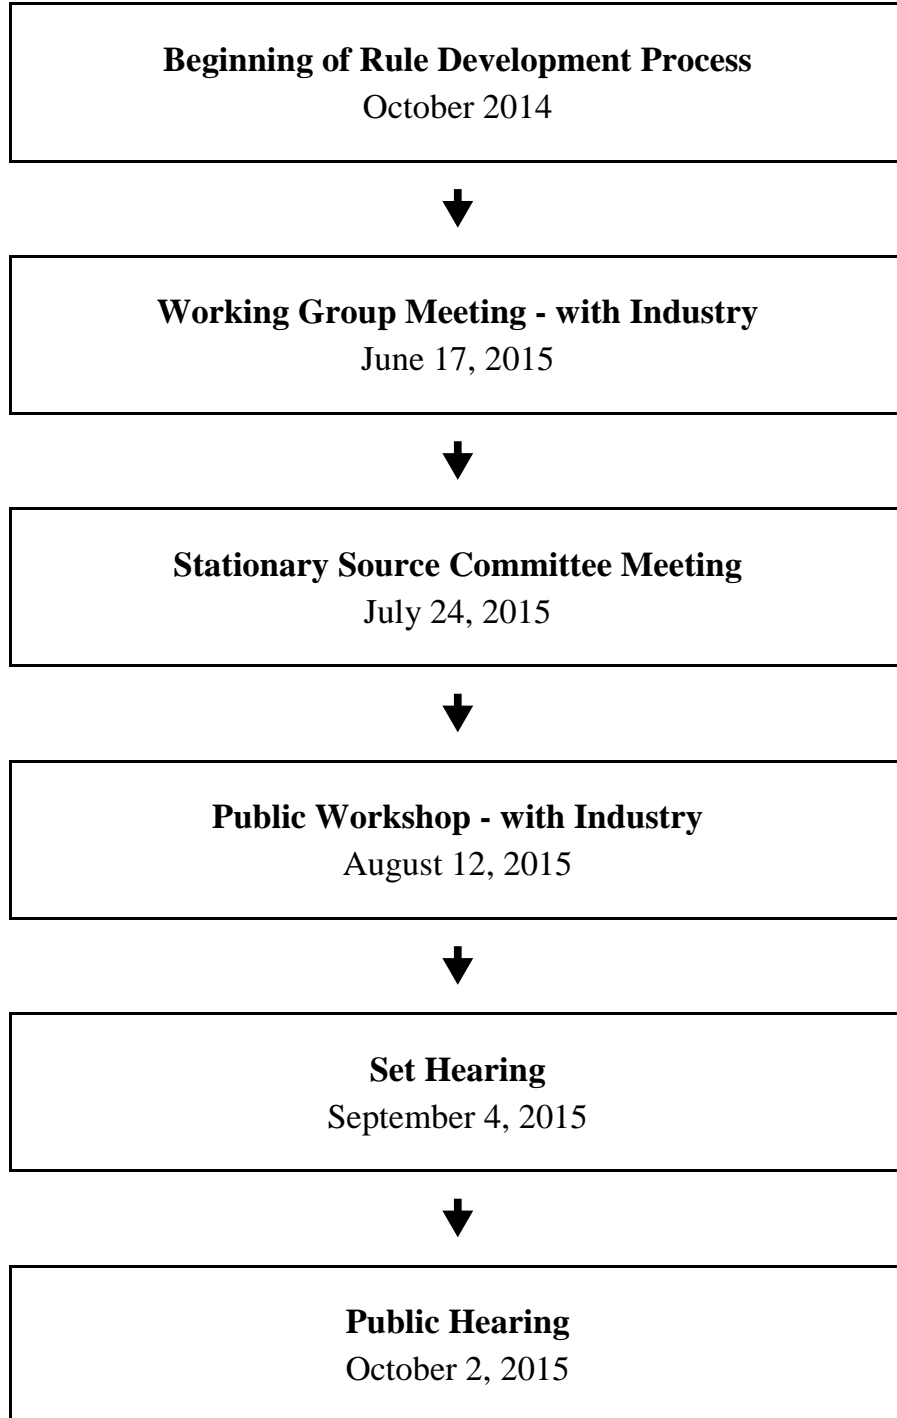 Beginning of Rule Development Process
October 2014
Working Group Meeting - with Industry
June 17, 2015
Stationary Source Committee Meeting
July 24, 2015
Public Workshop - with Industry
August 12, 2015
Set Hearing
September 4, 2015
Public Hearing
October 2, 2015